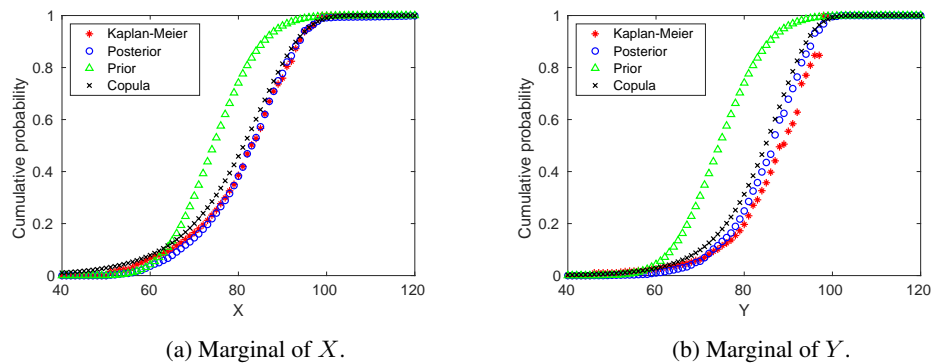 1
0.8
0.6
0.4
0.2
0
Cumulative probability
Kaplan-Meier
Posterior
Prior
Copula
40 60 80 100 120
X
(a) Marginal of X.
1
0.8
0.6
0.4
0.2
0
Cumulative probability
Kaplan-Meier
Posterior
Prior
Copula
40 60 80 100 120
Y
(b) Marginal of Y.